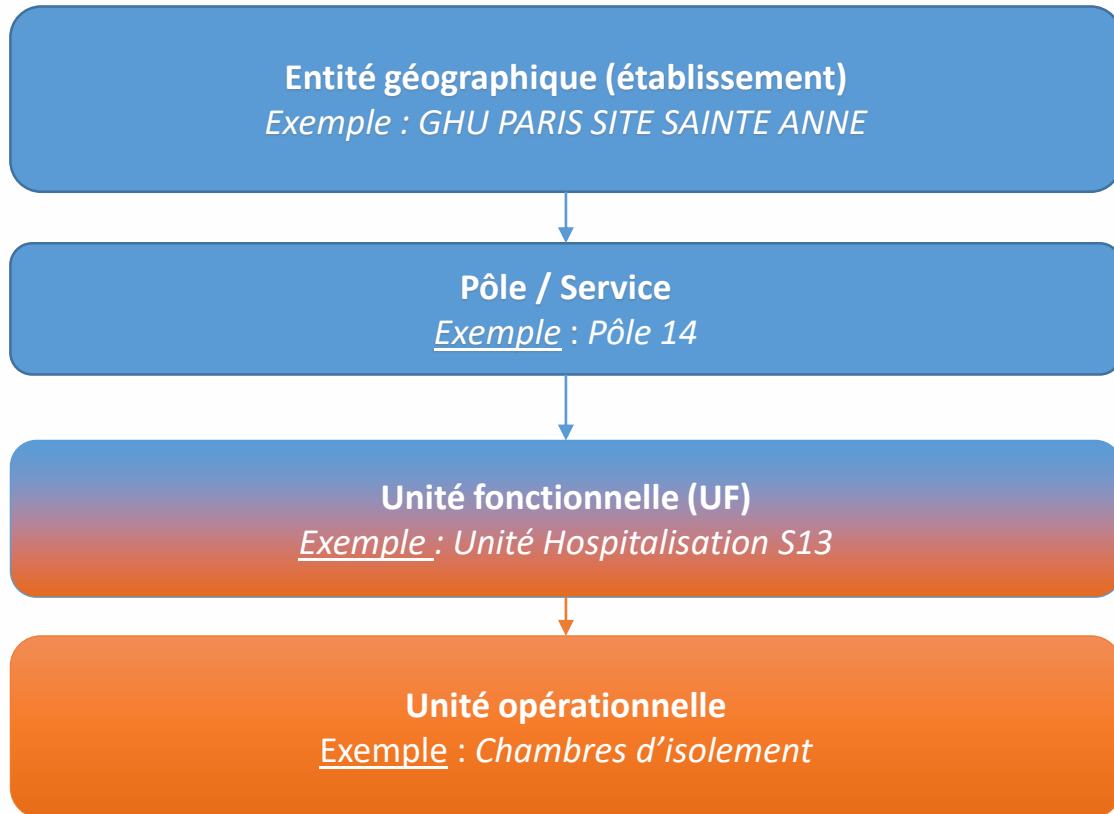 Entité géographique (établissement)
Exemple : GHU PARIS SITE SAINTE ANNE
Pôle / Service
Exemple : Pôle 14
Unité fonctionnelle (UF)
Exemple : Unité Hospitalisation S13
Unité opérationnelle
Exemple : Chambres d’isolement